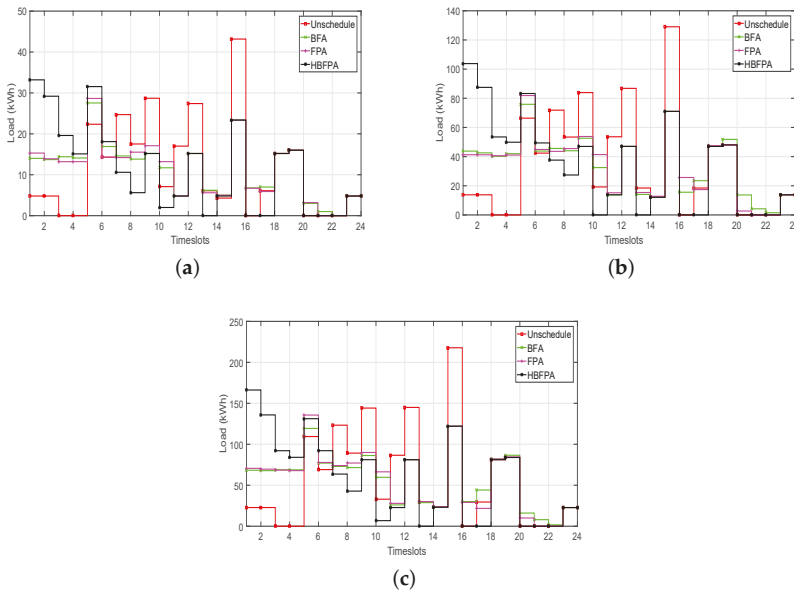 50
40
30
20
10
0
Load (kWh)
2 4 6 8 10 12 14 16 18 20 22 24
Timeslots
Unschedule
BFA
FPA
HBFPA
(a)
140
120
100
80
60
40
20
0
Load (kWh)
2 4 6 8 10 12 14 16 18 20 22 24
Timeslots
Unschedule
BFA
FPA
HBFPA
(b)
250
200
150
100
50
0
Load (kWh)
2 4 6 8 10 12 14 16 18 20 22 24
Timeslots
Unschedule
BFA
FPA
HBFPA
(c)